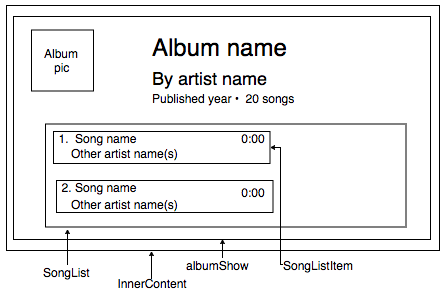 Album
pic
Album name
By artist name
Published year • 20 songs
1. Song name 0:00
Other artist name(s)
2. Song name 0:00
Other artist name(s)
SongList
InnerContent
albumShow
SongListItem